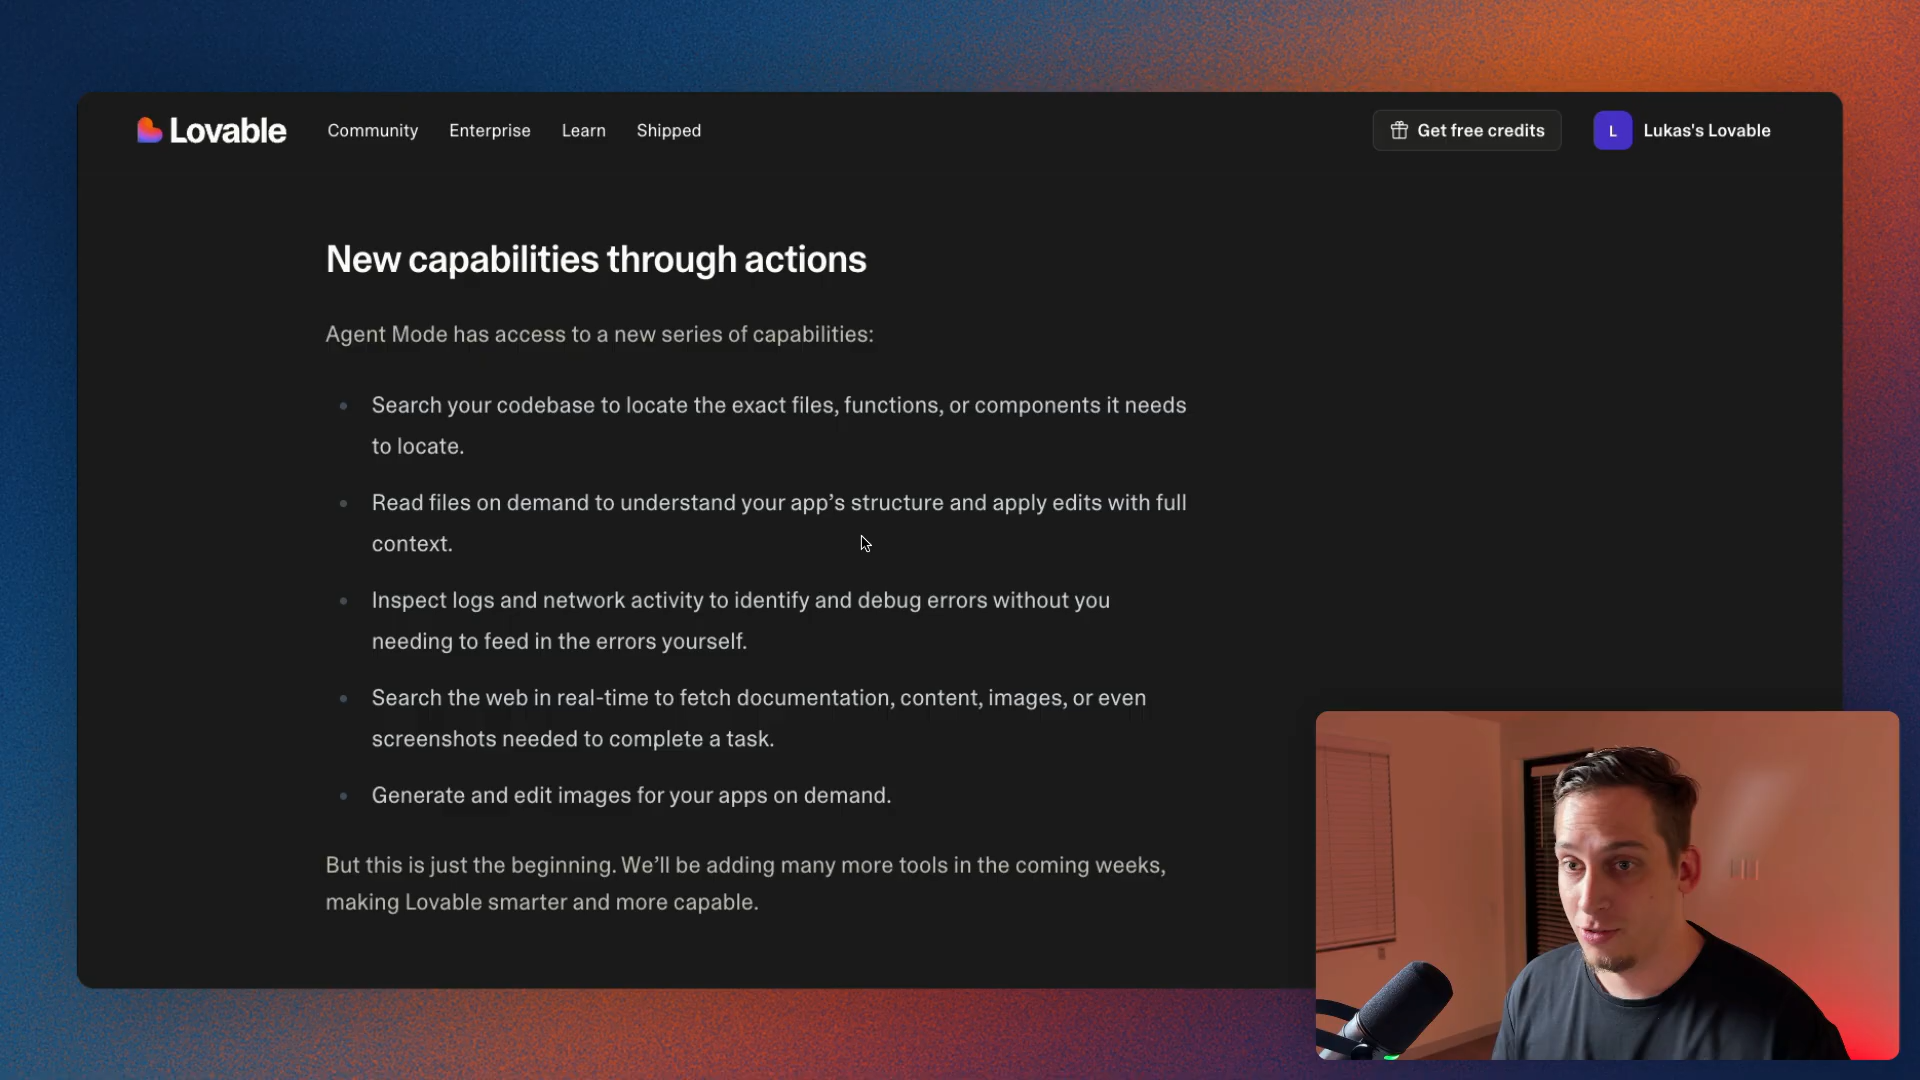 Lovable Community Enterprise Learn Shipped Get free credits L Lukas's Lovable
New capabilities through actions
Agent Mode has access to a new series of capabilities:
• Search your codebase to locate the exact files, functions, or components it needs
to locate.
• Read files on demand to understand your app’s structure and apply edits with full
context.
• Inspect logs and network activity to identify and debug errors without you
needing to feed in the errors yourself.
• Search the web in real-time to fetch documentation, content, images, or even
screenshots needed to complete a task.
• Generate and edit images for your apps on demand.
But this is just the beginning. We’ll be adding many more tools in the coming weeks,
making Lovable smarter and more capable.